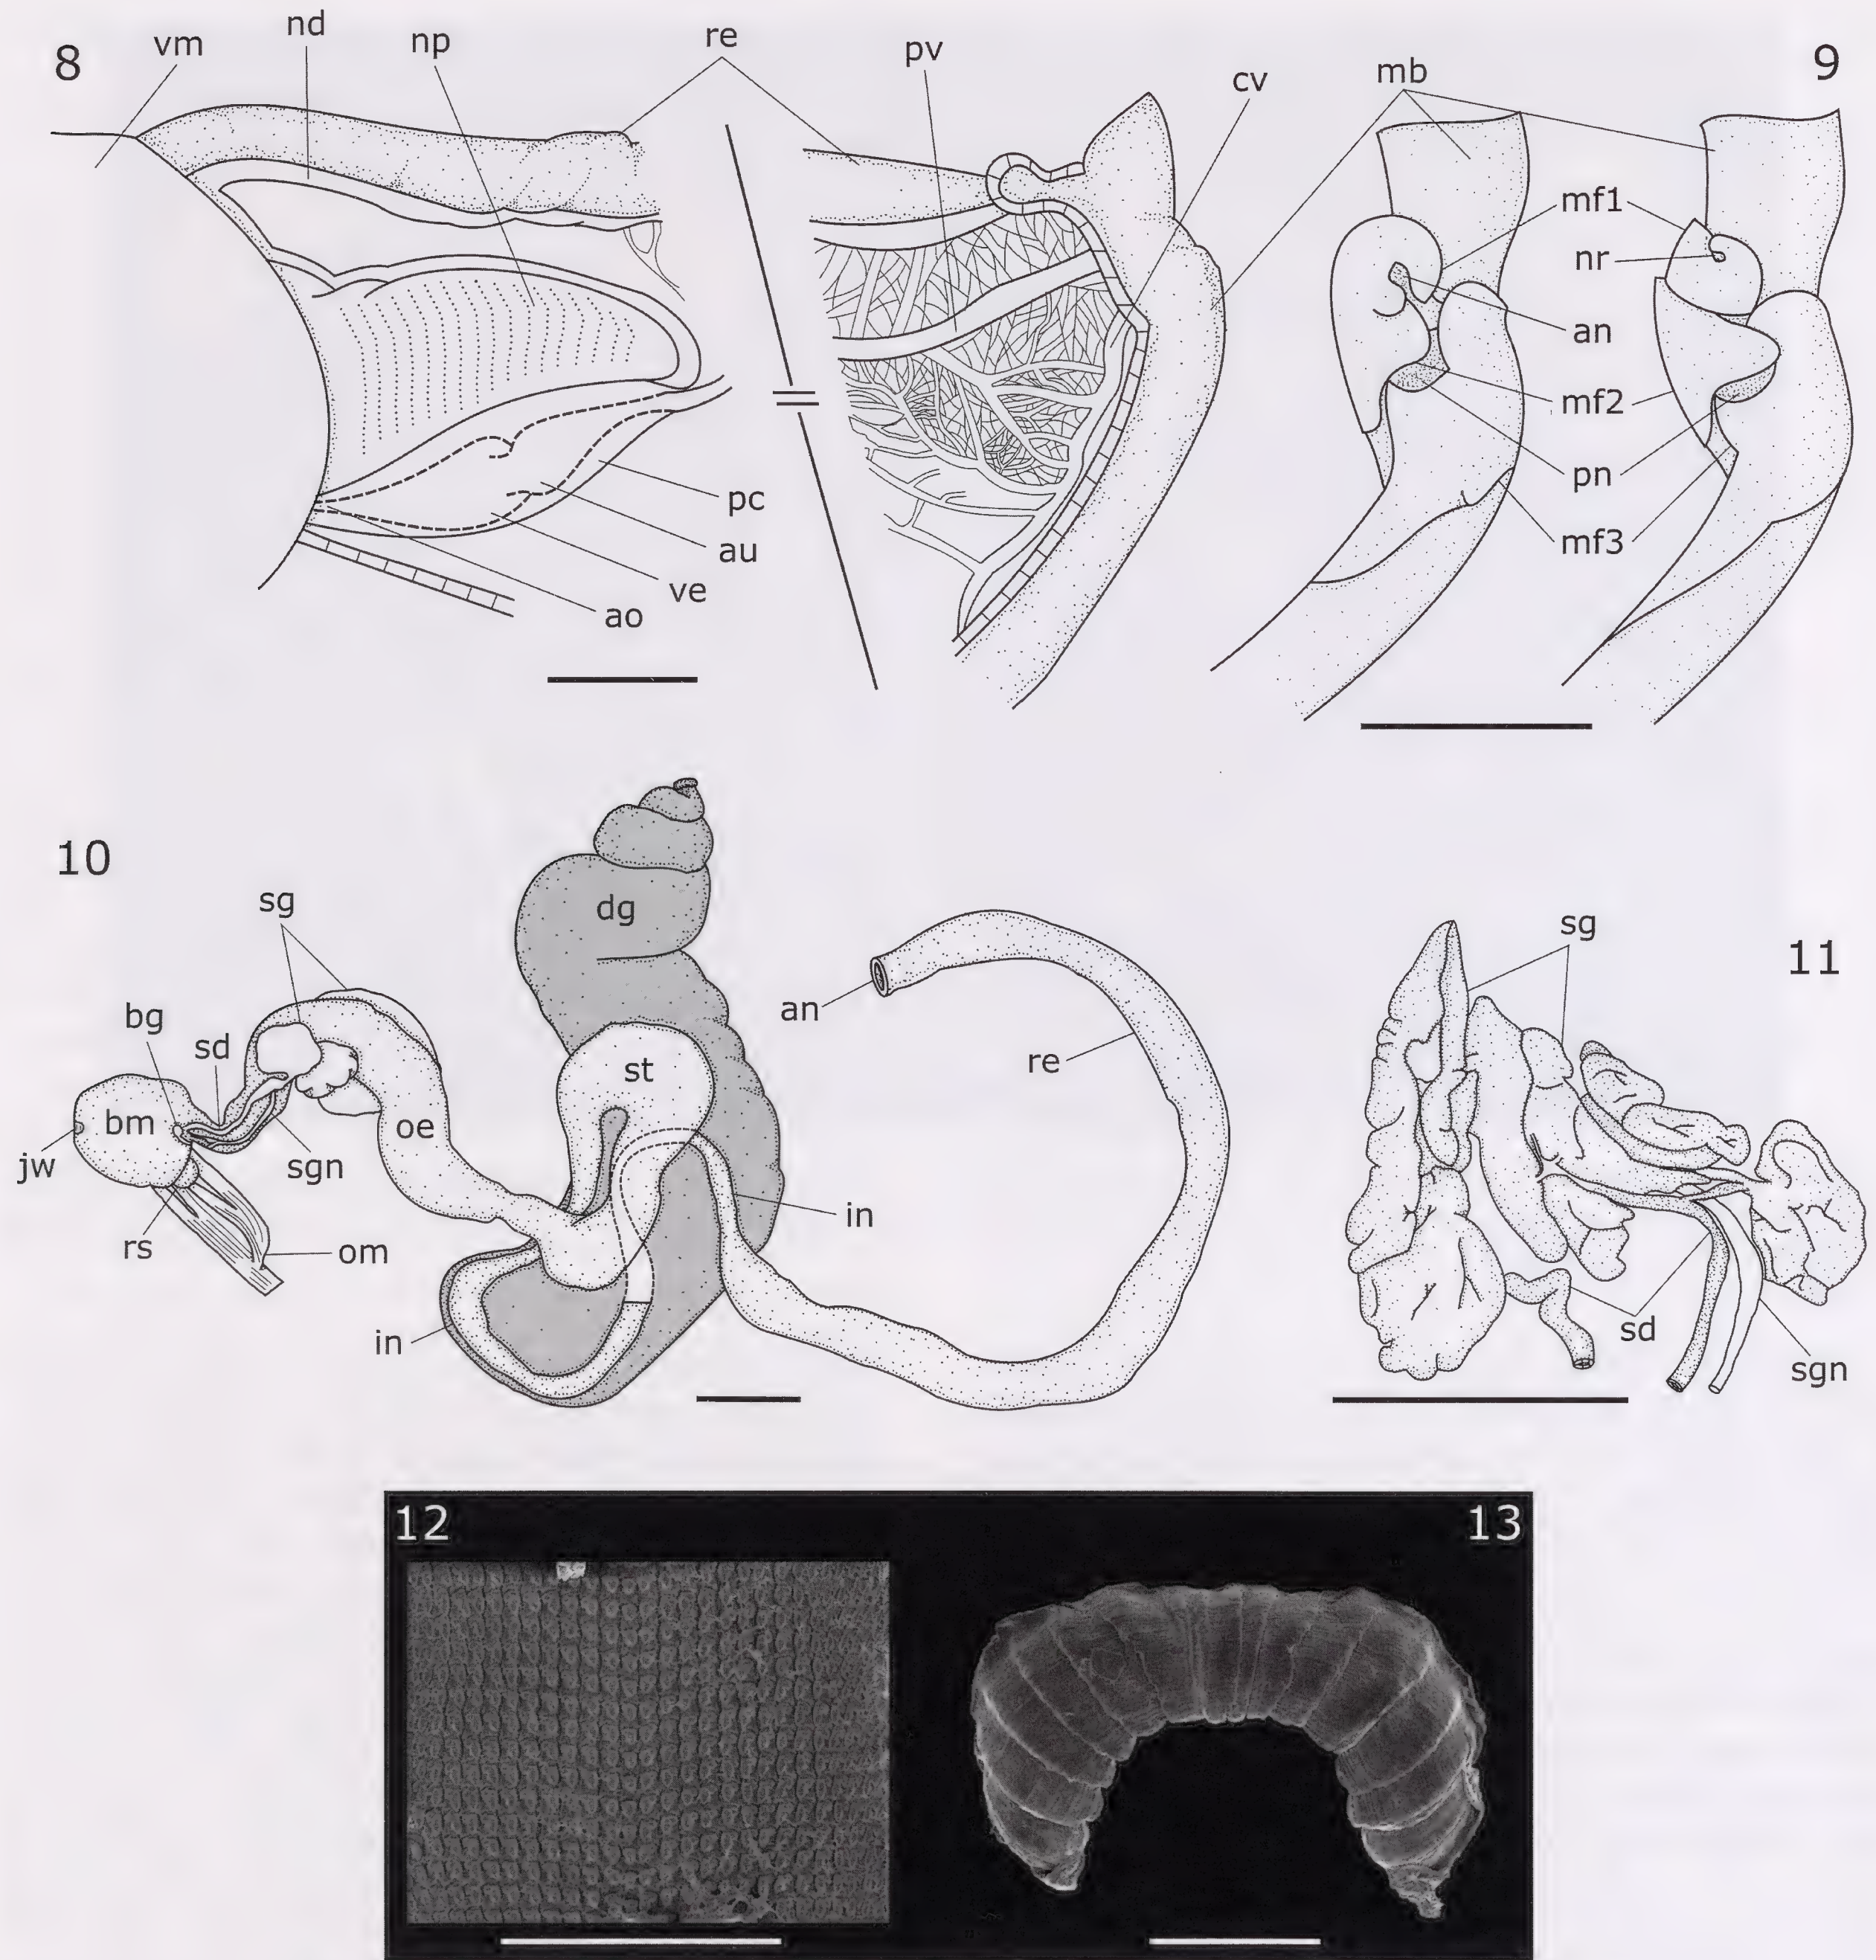 8
vm
nd
np
re
pv
cv
mb
9
mf1
nr
an
mf2
pn
mf3
pc
au
ve
ao
10
sg
dg
an
re
sg
11
bg
sd
st
bm
oe
jw
sgn
in
rs
om
in
sd
sgn
12
13